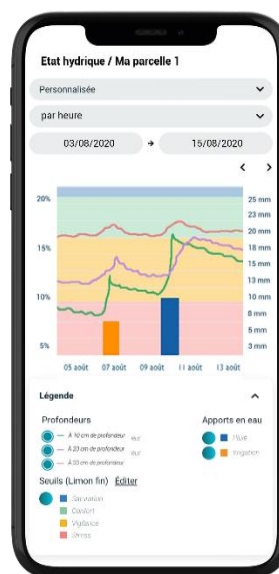 Etat hydrique / Ma parcelle 1
Personnalisée
par heure
03/08/2020 → 15/08/2020
< >
20%
15%
10%
5%
25 mm
23 mm
20 mm
18 mm
15 mm
13 mm
10 mm
8 mm
5 mm
3 mm
05 août 07 août 09 août 11 août 13 août
Légende
Profondeurs Apports en eau
À 10 cm de profondeur
À 20 cm de profondeur
de profondeur
Pluie
Irrigation
Seuils (Limon fin) Éditer
Saturation
Confort
Vigilance
Stress